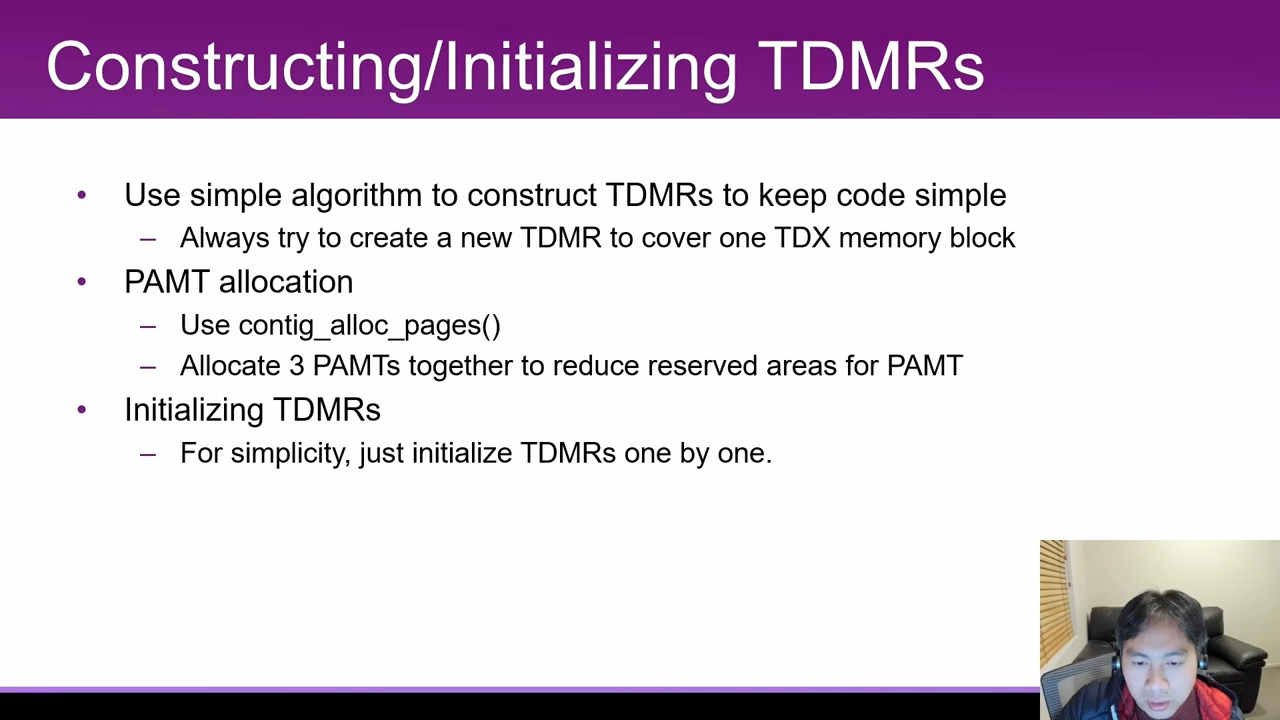 Constructing/Initializing TDMRs
• Use simple algorithm to construct TDMRs to keep code simple
– Always try to create a new TDMR to cover one TDX memory block
• PAMT allocation
– Use contig_alloc_pages()
– Allocate 3 PAMTs together to reduce reserved areas for PAMT
• Initializing TDMRs
– For simplicity, just initialize TDMRs one by one.